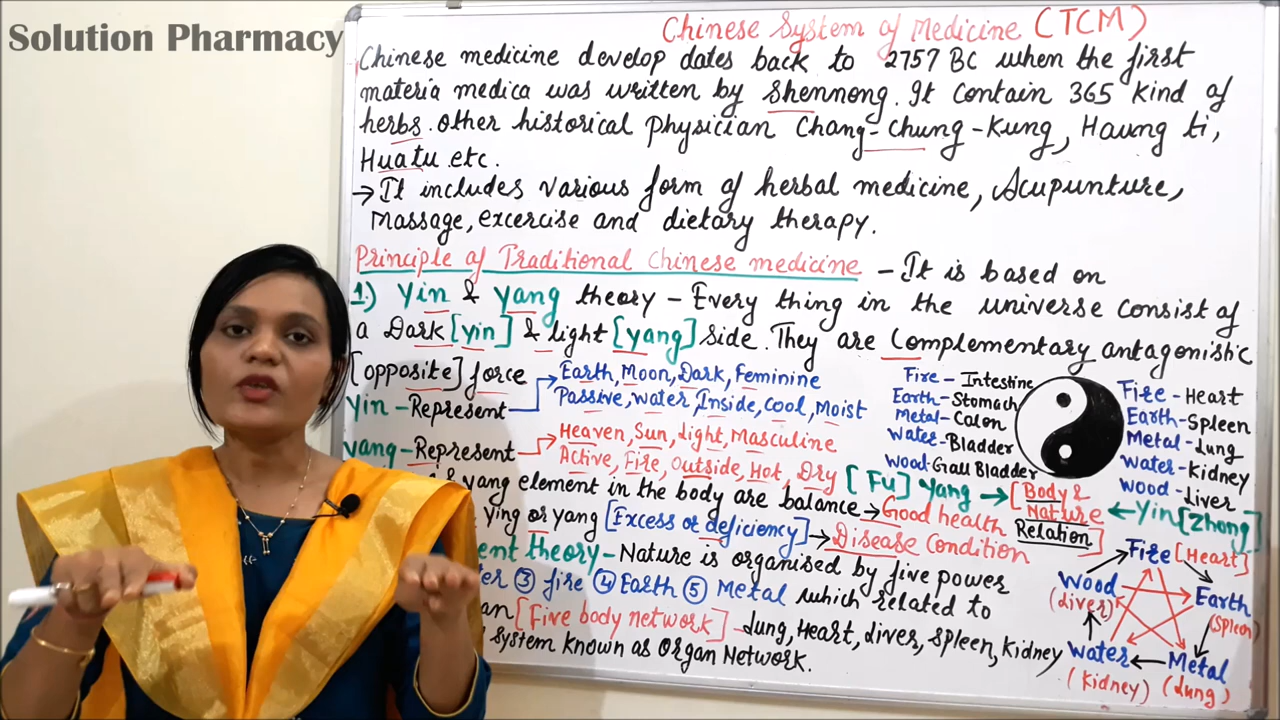 Solution Pharmacy
Chinese System of Medicine (TCM)
Chinese medicine develop dates back to 2757 BC when the first
materia medica was written by Shennong. It contain 365 kind of
herbs. Other historical physician Chang-Chung-Kung, Haung ti,
Huatu etc.
→ It includes various form of herbal medicine, Acupunture,
Massage, excercise and dietary therapy.
Principle of Traditional Chinese medicine - It is based on
1.) Yin & yang theory - Every thing in the universe consist of
a Dark [yin] & light [yang] side. They are Complementary antagonistic
[opposite] force
Yin - Represent → Earth, Moon, Dark, Feminine
Passive, water, Inside, cool, Moist
yang - Represent → Heaven, Sun, light, Masculine
Active, Fire, Outside, Hot, Dry
Fire - Intestine
Earth - Stomach
Metal - Colon
Water - Bladder
Wood - Gall Bladder
Fire - Heart
Earth - Spleen
Metal - Lung
Water - Kidney
Wood - Liver
[Fu] Yang → [Body & Nature Relation] ← Yin [Zhang]
& yang element in the body are balance → Good health
ying or yang [Excess or deficiency] → Disease Condition
ent theory - Nature is organised by five power
ter ③ fire ④ Earth ⑤ Metal which related to
an [Five body network] - lung, Heart, liver, spleen, kidney
system known as Organ Network.
Fire [Heart]
Wood (liver)
Earth (Spleen)
Water (kidney)
Metal (lung)